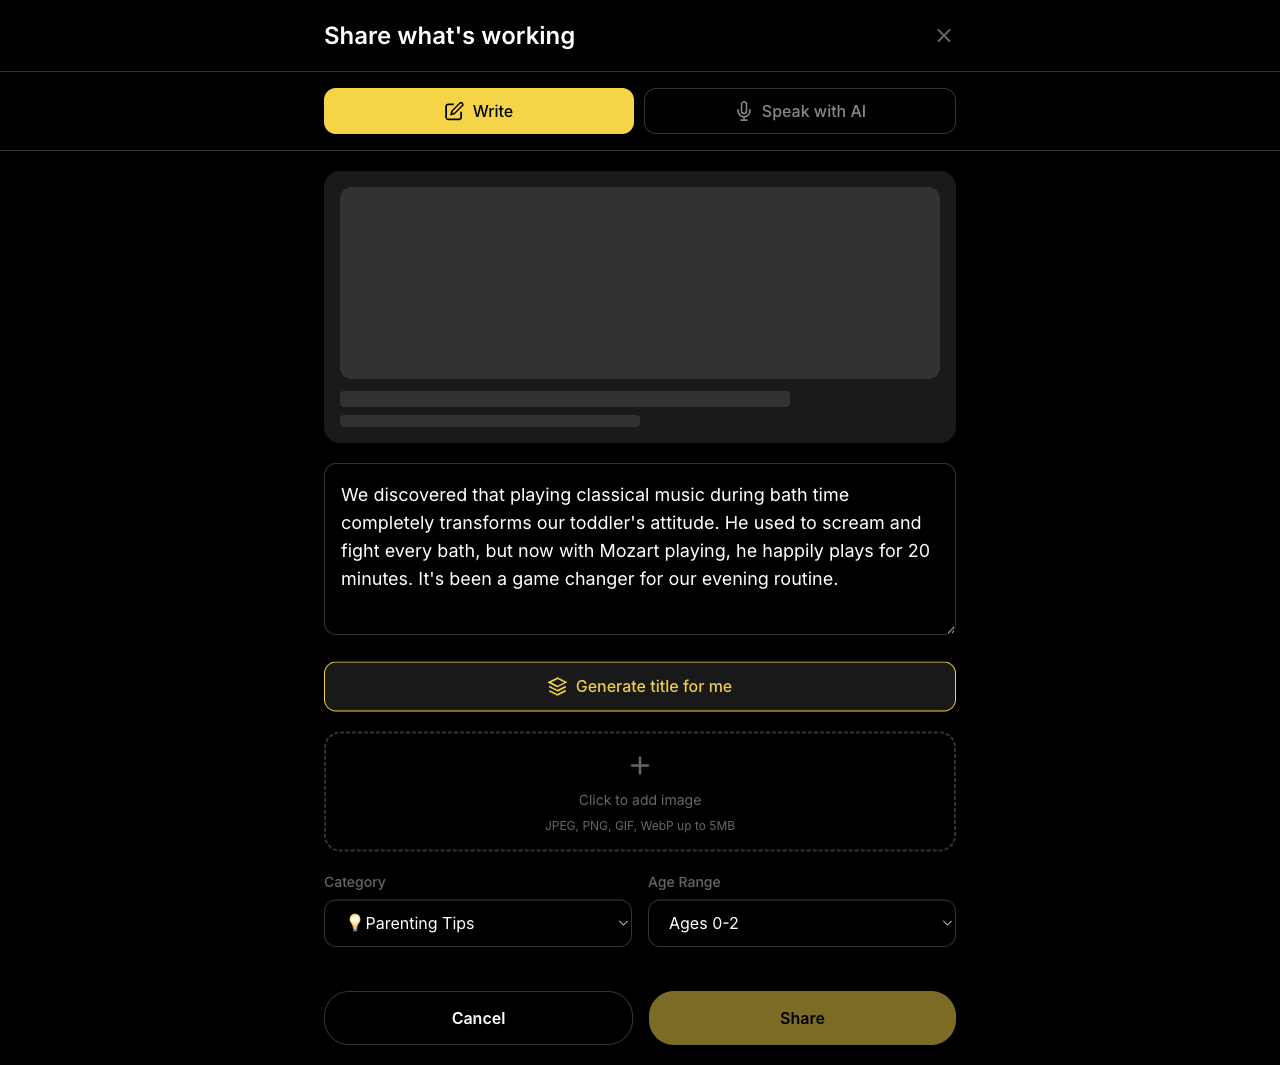 Share what's working
Write
Speak with AI
We discovered that playing classical music during bath time
completely transforms our toddler's attitude. He used to scream and
fight every bath, but now with Mozart playing, he happily plays for 20
minutes. It's been a game changer for our evening routine.
Generate title for me
Click to add image
JPEG, PNG, GIF, WebP up to 5MB
Category
Age Range
💡Parenting Tips
Ages 0-2
Cancel
Share